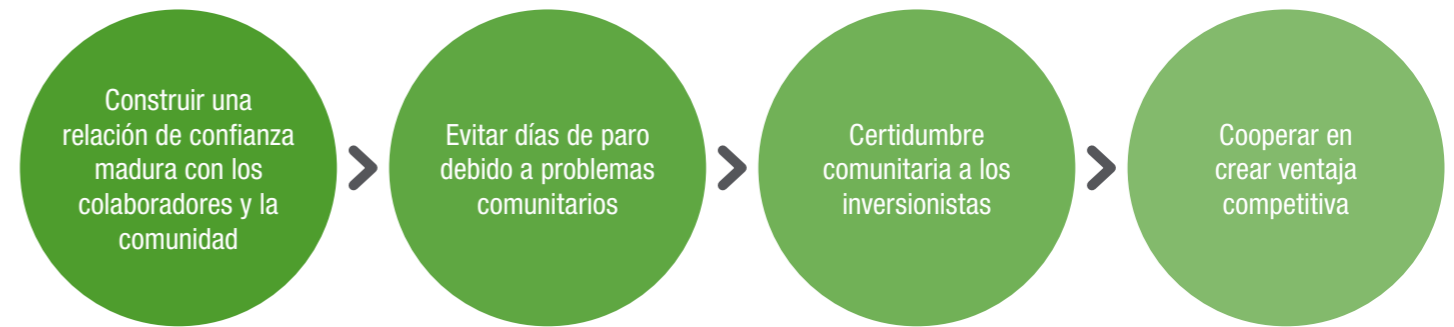 Construir una
relación de confianza
madura con los
colaboradores y la
comunidad
Evitar días de paro
debido a problemas
comunitarios
Certidumbre
comunitaria a los
inversionistas
Cooperar en
crear ventaja
competitiva